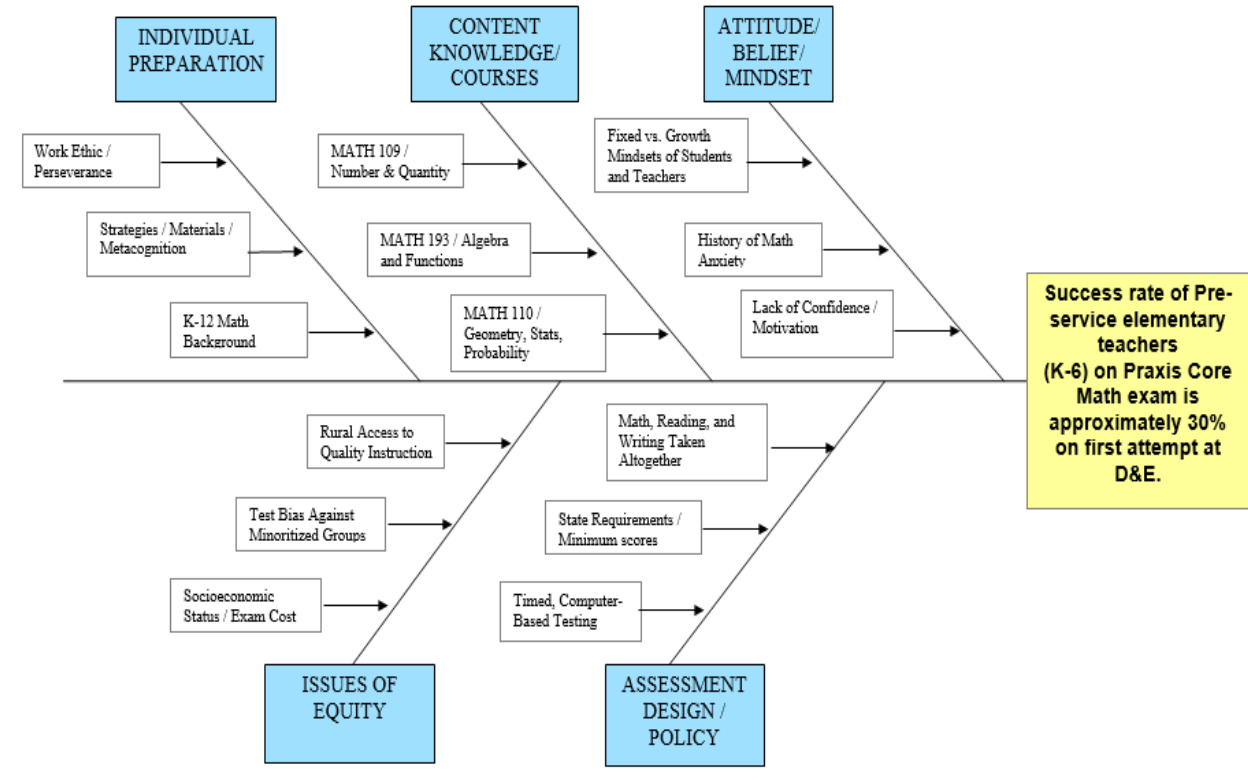 INDIVIDUAL
PREPARATION
CONTENT
KNOWLEDGE/
COURSES
ATTITUDE/
BELIEF/
MINDSET
Work Ethic /
Perseverance
Strategies / Materials /
Metacognition
K-12 Math
Background
MATH 109 /
Number & Quantity
MATH 193 / Algebra
and Functions
MATH 110 /
Geometry, Stats,
Probability
Fixed vs. Growth
Mindsets of Students
and Teachers
History of Math
Anxiety
Lack of Confidence /
Motivation
Success rate of Pre-
service elementary
teachers
(K-6) on Praxis Core
Math exam is
approximately 30%
on first attempt at
D&E.
Rural Access to
Quality Instruction
Test Bias Against
Minoritized Groups
Socioeconomic
Status / Exam Cost
Math, Reading, and
Writing Taken
Altogether
State Requirements /
Minimum scores
Timed, Computer-
Based Testing
ISSUES OF
EQUITY
ASSESSMENT
DESIGN /
POLICY